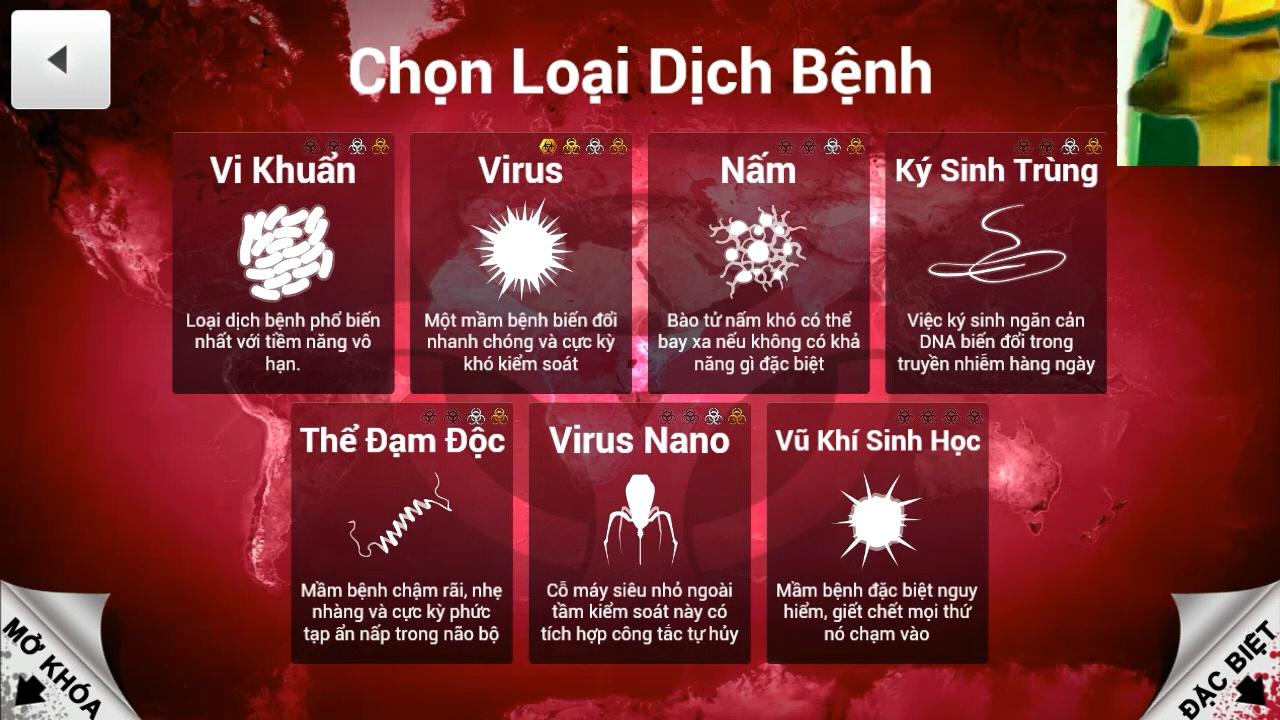 Chọn Loại Dịch Bệnh
Vi Khuẩn
Loại dịch bệnh phổ biến
nhất với tiềm năng vô
hạn.
Virus
Một mầm bệnh biến đổi
nhanh chóng và cực kỳ
khó kiểm soát
Nấm
Bào tử nấm khó có thể
bay xa nếu không có khả
năng gì đặc biệt
Ký Sinh Trùng
Việc ký sinh ngăn cản
DNA biến đổi trong
truyền nhiễm hàng ngày
Thể Đạm Độc
Mầm bệnh chậm rãi, nhẹ
nhàng và cực kỳ phức
tạp ẩn nấp trong não bộ
Virus Nano
Cỗ máy siêu nhỏ ngoài
tầm kiểm soát này có
tích hợp công tắc tự hủy
Vũ Khí Sinh Học
Mầm bệnh đặc biệt nguy
hiểm, giết chết mọi thứ
nó chạm vào
MỞ KHÓA
ĐẶC BIỆT